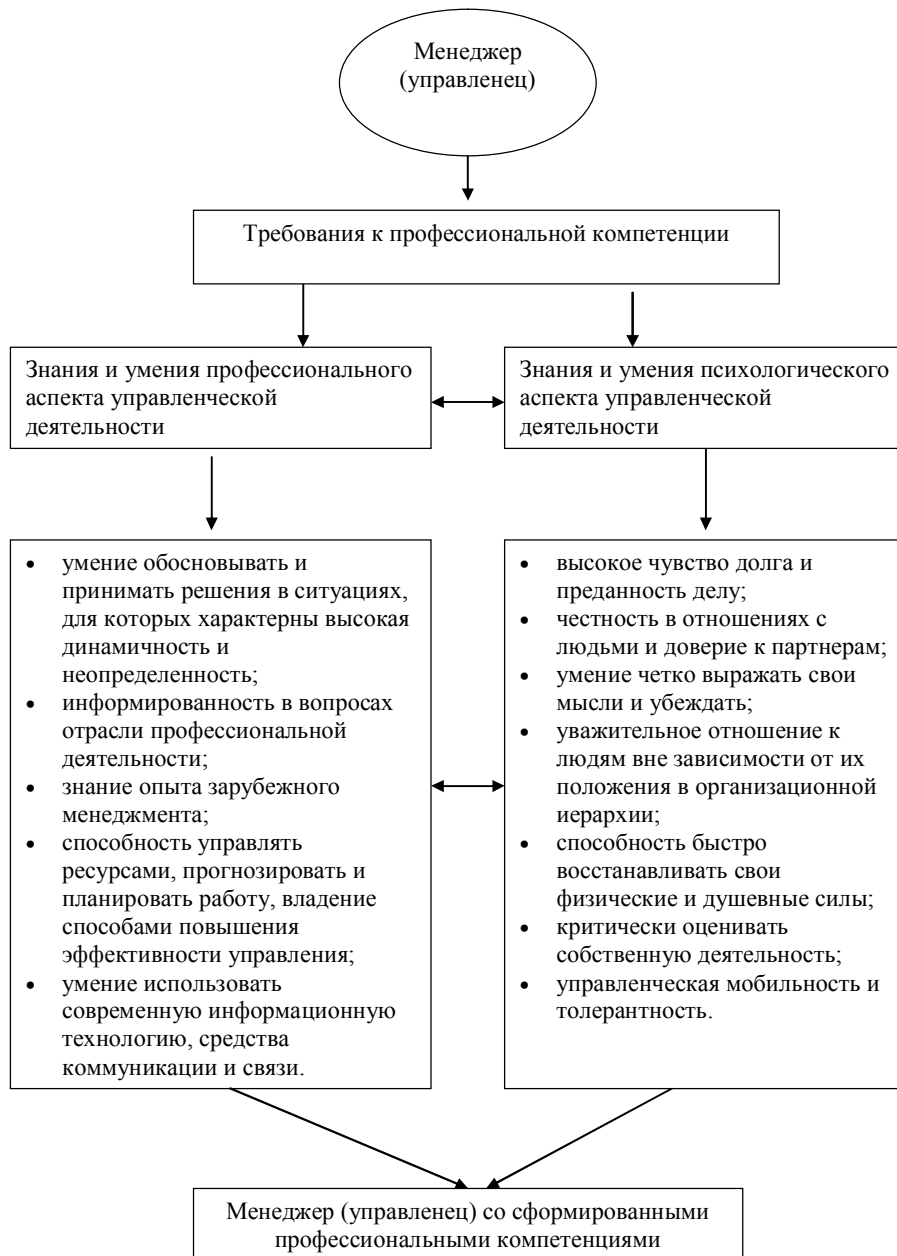 Менеджер
(управленец)
Требования к профессиональной компетенции
Знания и умения профессионального
аспекта управленческой
деятельности
Знания и умения психологического
аспекта управленческой
деятельности
• умение обосновывать и
принимать решения в ситуациях,
для которых характерны высокая
динамичность и
неопределенность;
• информированность в вопросах
отрасли профессиональной
деятельности;
• знание опыта зарубежного
менеджмента;
• способность управлять
ресурсами, прогнозировать и
планировать работу, владение
способами повышения
эффективности управления;
• умение использовать
современную информационную
технологию, средства
коммуникации и связи.
• высокое чувство долга и
преданность делу;
• честность в отношениях с
людьми и доверие к партнерам;
• умение четко выражать свои
мысли и убеждать;
• уважительное отношение к
людям вне зависимости от их
положения в организационной
иерархии;
• способность быстро
восстанавливать свои
физические и душевные силы;
• критически оценивать
собственную деятельность;
• управленческая мобильность и
толерантность.
Менеджер (управленец) со сформированными
профессиональными компетенциями